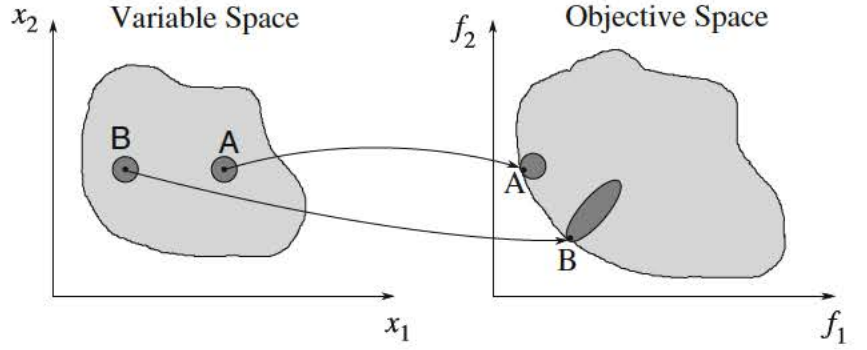 x₂
Variable Space
B
A
x₁
f₂
Objective Space
A
B
f₁